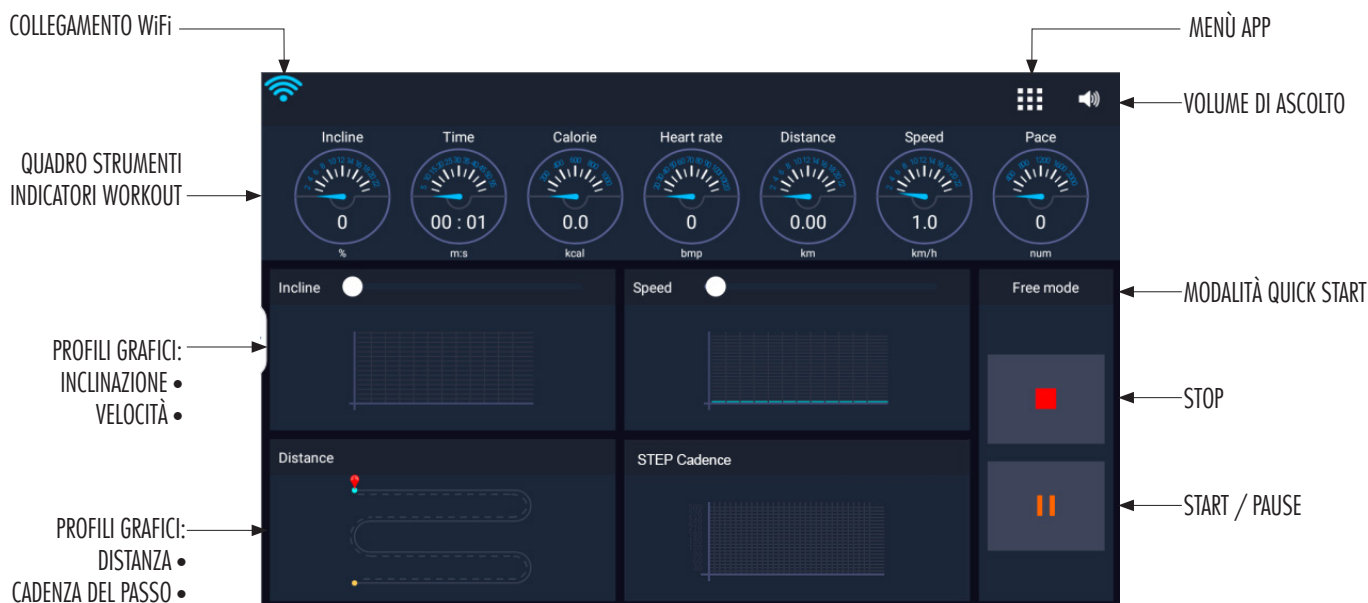 COLLEGAMENTO WiFi
MENÙ APP
VOLUME DI ASCOLTO
QUADRO STRUMENTI
INDICATORI WORKOUT
Incline Time Calorie Heart rate Distance Speed Pace
0 00 : 01 0.0 0 0.00 1.0 0
% m:s kcal bmp km km/h num
Incline Speed Free mode
MODALITÀ QUICK START
PROFILI GRAFICI:
INCLINAZIONE •
VELOCITÀ •
STOP
Distance STEP Cadence
START / PAUSE
PROFILI GRAFICI:
DISTANZA •
CADENZA DEL PASSO •